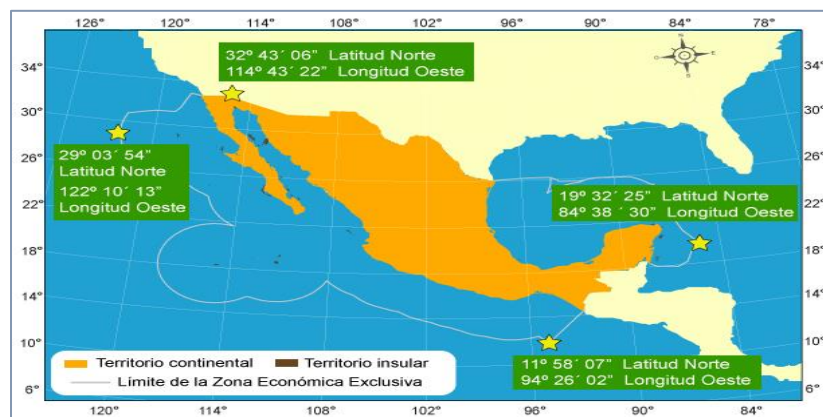 126° 120° 114° 108° 102° 96° 90° 84° 78°
34° 30° 26° 22° 18° 14° 10° 6°
32º 43´ 06” Latitud Norte
114º 43´ 22” Longitud Oeste
29º 03´ 54”
Latitud Norte
122º 10´ 13”
Longitud Oeste
19º 32´ 25” Latitud Norte
84º 38´ 30” Longitud Oeste
34° 30° 26° 22° 18° 14° 10° 6°
Territorio continental Territorio insular
Límite de la Zona Económica Exclusiva
11º 58´ 07” Latitud Norte
94º 26´ 02” Longitud Oeste
120° 114° 108° 102° 96° 90° 84°